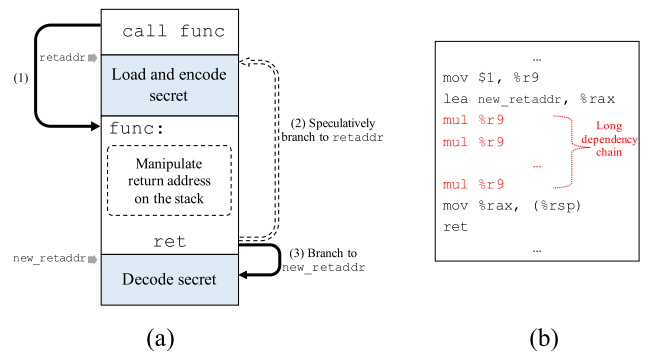 call func
retaddr
(1)
Load and encode
secret
func:
(2) Speculatively
branch to retaddr
Manipulate
return address
on the stack
ret
(3) Branch to
new_retaddr
new_retaddr
Decode secret
(a)
…
mov $1, %r9
lea new_retaddr, %rax
mul %r9
mul %r9
…
mul %r9
Long
dependency
chain
mov %rax, (%rsp)
ret
…
(b)